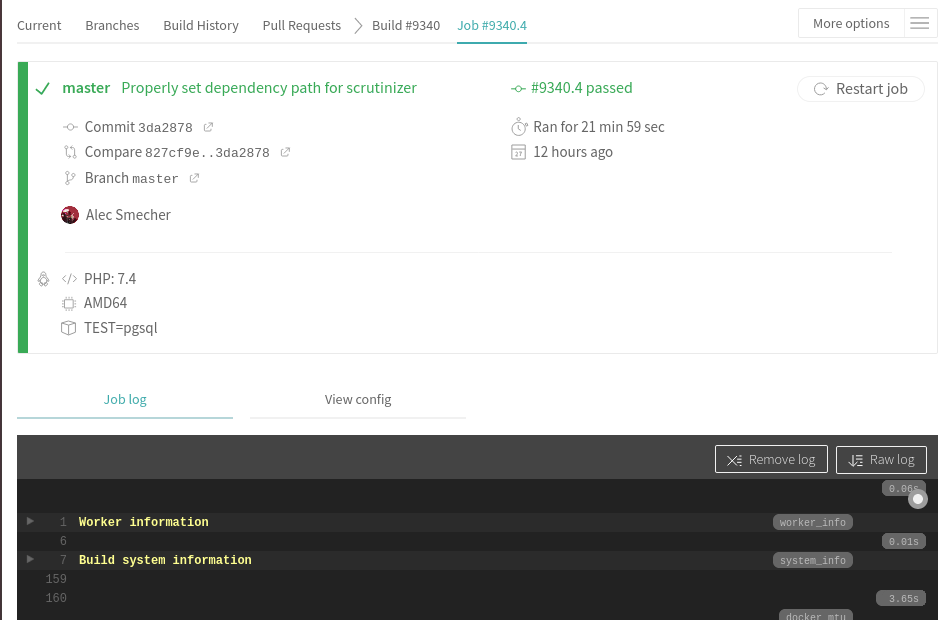 Current Branches Build History Pull Requests Build #9340 Job #9340.4 More options
master Properly set dependency path for scrutinizer #9340.4 passed Restart job
Commit 3da2878 Ran for 21 min 59 sec
Compare 827cf9e..3da2878 12 hours ago
27
Branch master
Alec Smecher
PHP: 7.4
AMD64
TEST=pgsql
Job log View config
Remove log Raw log
0.06s
1 Worker information worker_info
6 0.01s
7 Build system information system_info
159
160 3.65s
docker_mtu